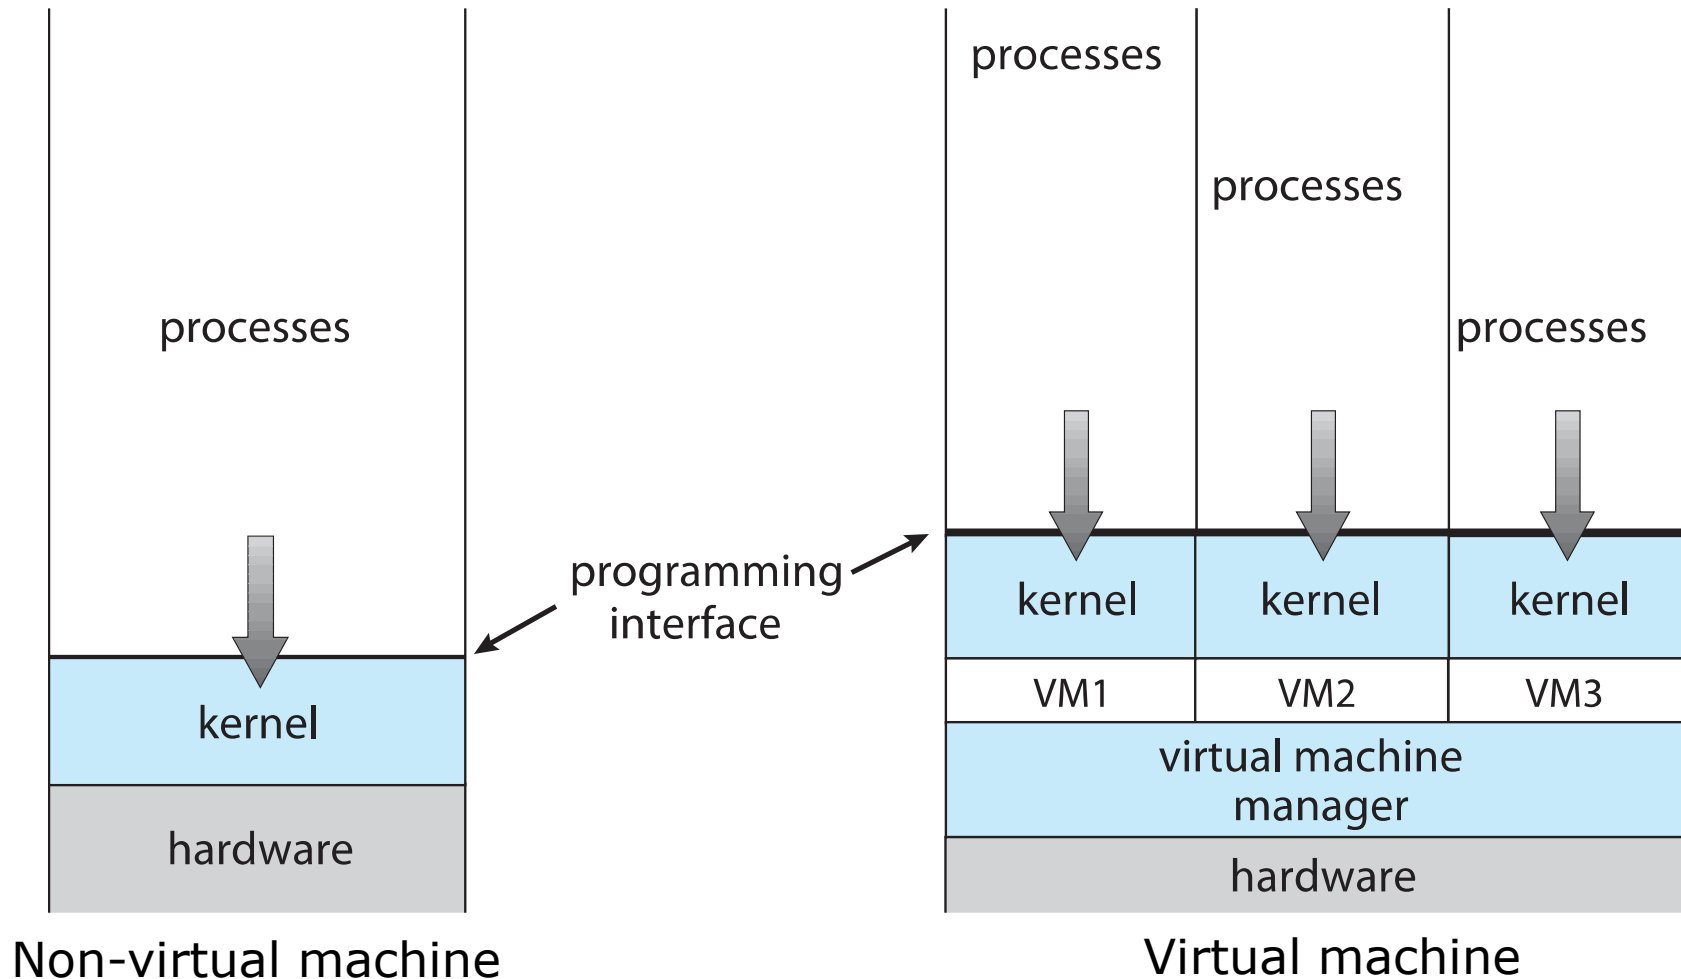 processes
kernel
hardware
Non-virtual machine
programming
interface
processes
processes
processes
kernel
kernel
kernel
VM1
VM2
VM3
virtual machine
manager
hardware
Virtual machine